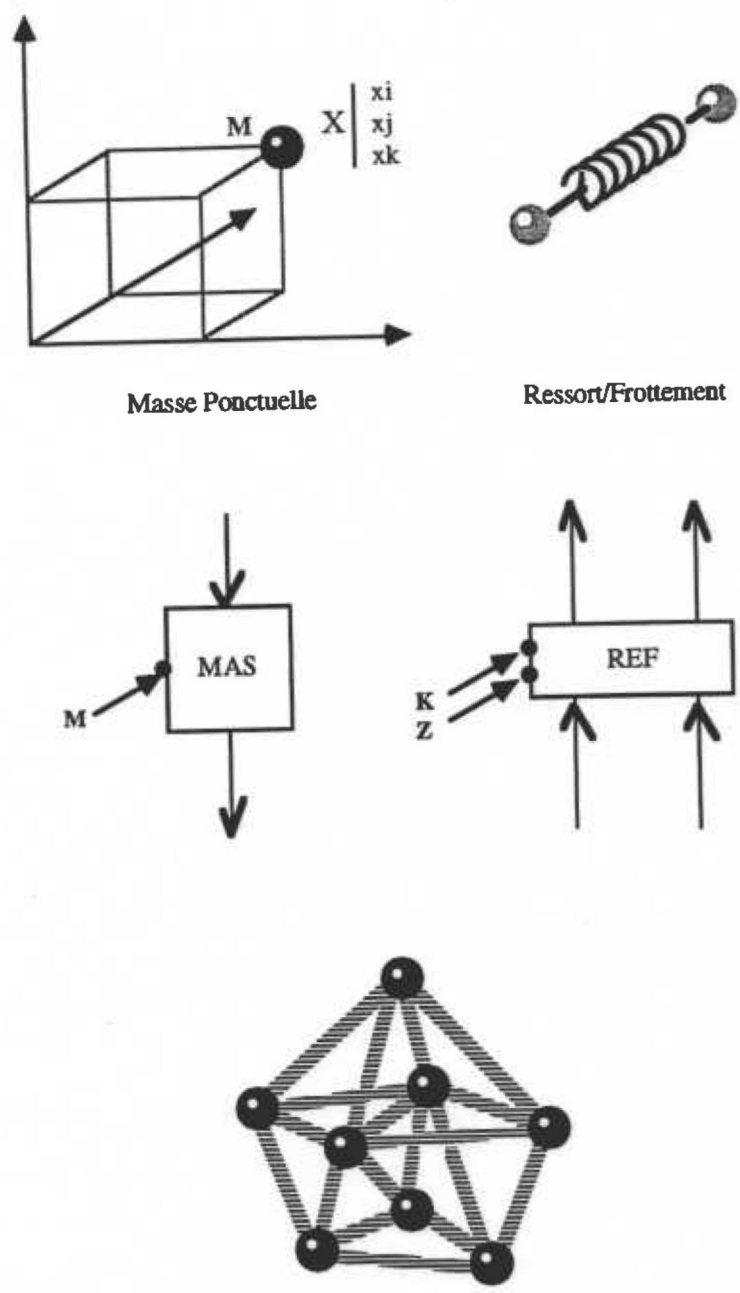 M
X
xi
xj
xk
Masse Ponctuelle
Ressort/Frottement
MAS
M
REF
K
Z